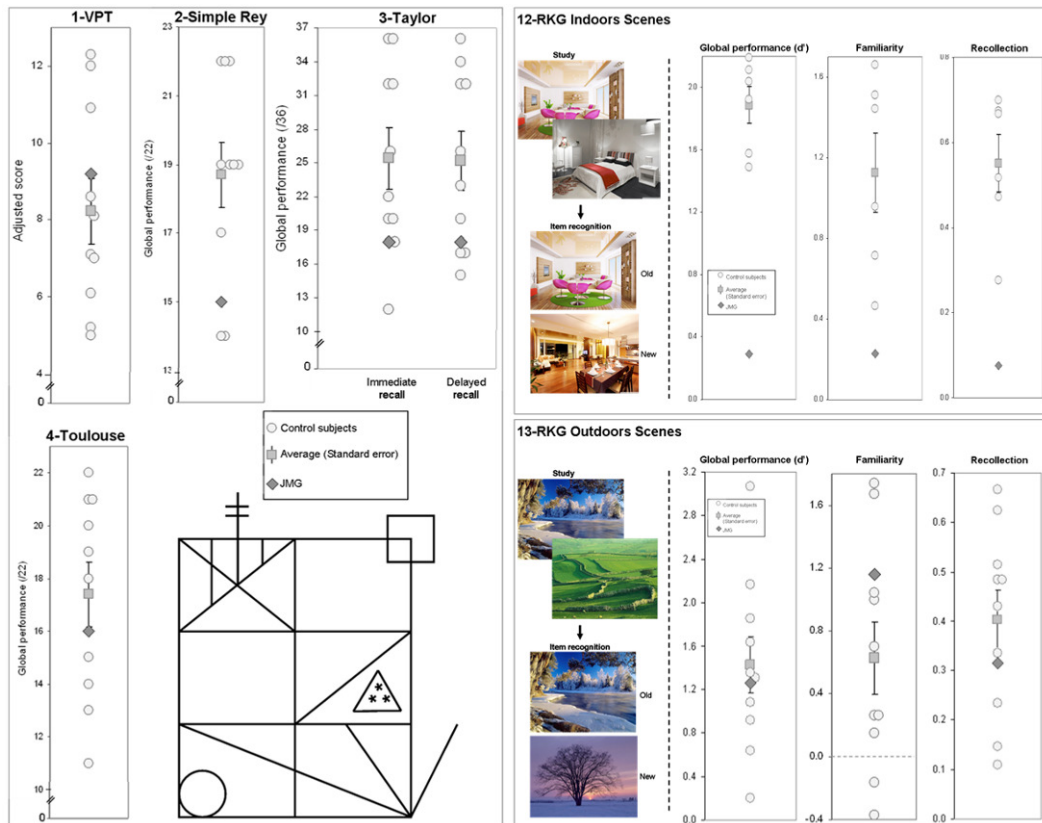 1-VPT
Adjusted score
12
10
8
6
4
0
2-Simple Rey
Global performance (/22)
23
21
19
17
15
12
0
3-Taylor
Global performance (/36)
37
36
31
28
25
22
19
16
13
10
0
Immediate
recall
Delayed
recall
4-Toulouse
Global performance (/22)
22
20
18
16
14
12
10
0
Control subjects
Average (Standard error)
JMG
12-RKG Indoors Scenes
Study
Item recognition
Old
New
Global performance (d')
2.0
1.6
1.2
0.8
0.4
0.0
Control subjects
Average
(Standard error)
JMG
Familiarity
1.6
1.2
0.8
0.4
0.0
Recollection
0.8
0.6
0.4
0.2
0.0
13-RKG Outdoors Scenes
Study
Item recognition
Old
New
Global performance (d')
3.2
2.8
2.4
2.0
1.6
1.2
0.8
0.4
0.0
Control subjects
Average
(Standard error)
JMG
Familiarity
1.6
1.2
0.8
0.4
0.0
-0.4
Recollection
0.7
0.6
0.5
0.4
0.3
0.2
0.1
0.0